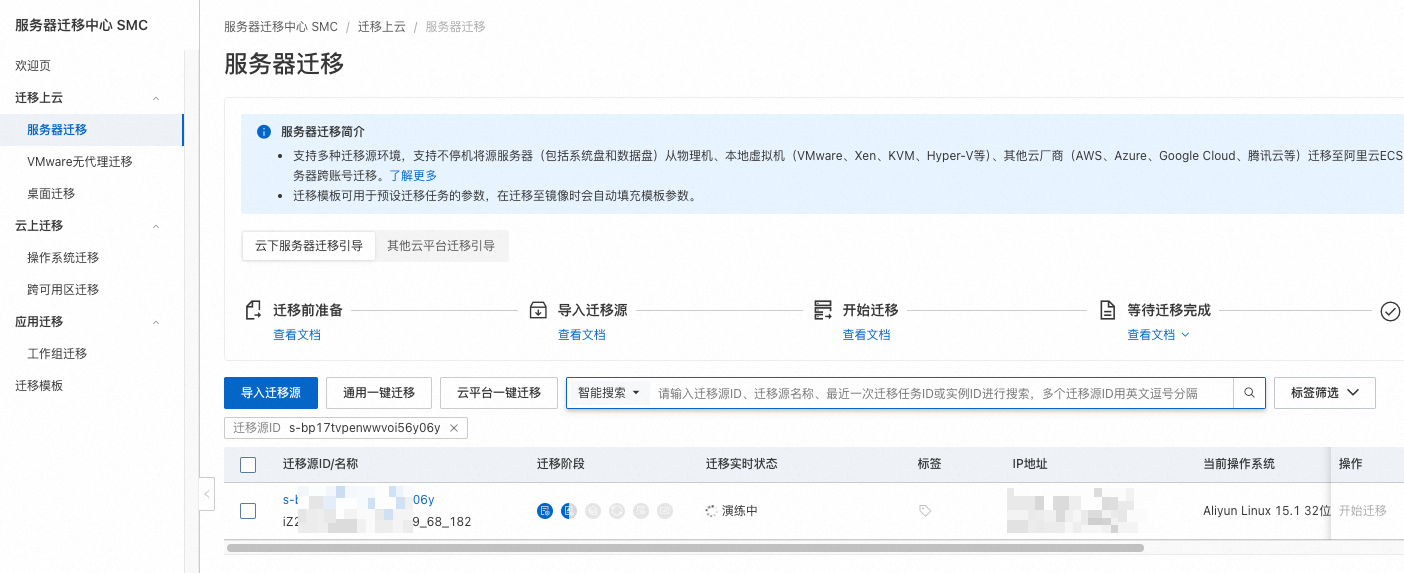 服务器迁移中心 SMC
欢迎页
迁移上云
服务器迁移
VMware无代理迁移
桌面迁移
云上迁移
操作系统迁移
跨可用区迁移
应用迁移
工作组迁移
迁移模板
服务器迁移中心 SMC / 迁移上云 / 服务器迁移
服务器迁移
服务器迁移简介
支持多种迁移源环境，支持不停机将源服务器（包括系统盘和数据盘）从物理机、本地虚拟机（VMware、Xen、KVM、Hyper-V等）、其他云厂商（AWS、Azure、Google Cloud、腾讯云等）迁移至阿里云ECS
务器跨账号迁移。了解更多
迁移模板可用于预设迁移任务的参数，在迁移至镜像时会自动填充模板参数。
云下服务器迁移引导 其他云平台迁移引导
迁移前准备 导入迁移源 开始迁移 等待迁移完成
查看文档 查看文档 查看文档 查看文档
导入迁移源 通用一键迁移 云平台一键迁移 智能搜索 请输入迁移源ID、迁移源名称、最近一次迁移任务ID或实例ID进行搜索，多个迁移源ID用英文逗号分隔 标签筛选
迁移源ID s-bp17tvpenwwvoi56y06y
迁移源ID/名称 迁移阶段 迁移实时状态 标签 IP地址 当前操作系统 操作
s-b 06y
演练中 Aliyun Linux 15.1 32位 开始迁移
iZ2 9_68_182